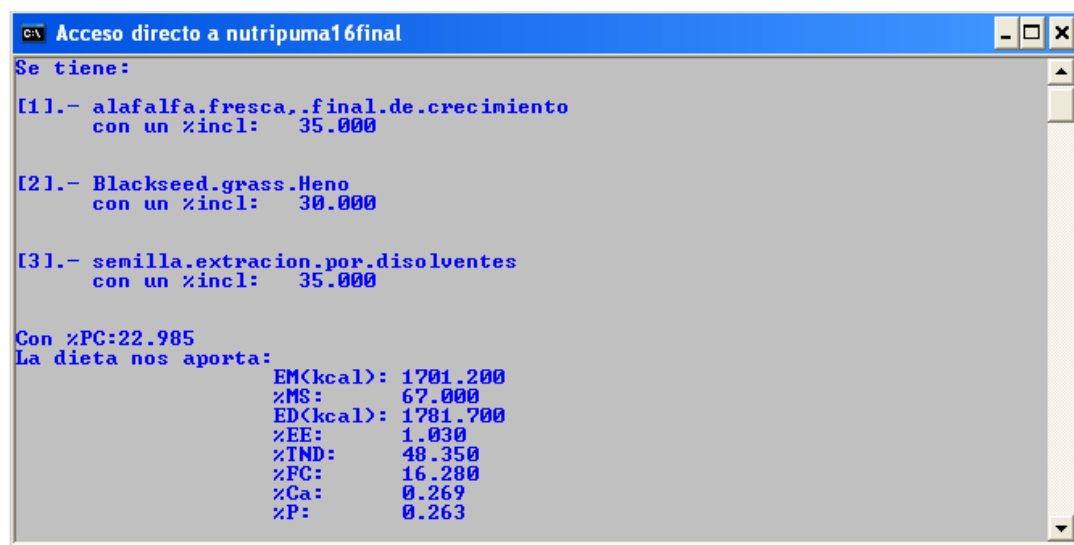 Acceso directo a nutripuma16final
Se tiene:
[1].- alafalfa.fresca,.final.de.crecimiento
con un %incl: 35.000
[2].- Blackseed.grass.Heno
con un %incl: 30.000
[3].- semilla.extracion.por.disolventes
con un %incl: 35.000
Con %PC:22.985
La dieta nos aporta:
EM(kcal): 1701.200
%MS: 67.000
ED(kcal): 1781.700
%EE: 1.030
%TND: 48.350
%FC: 16.280
%Ca: 0.269
%P: 0.263